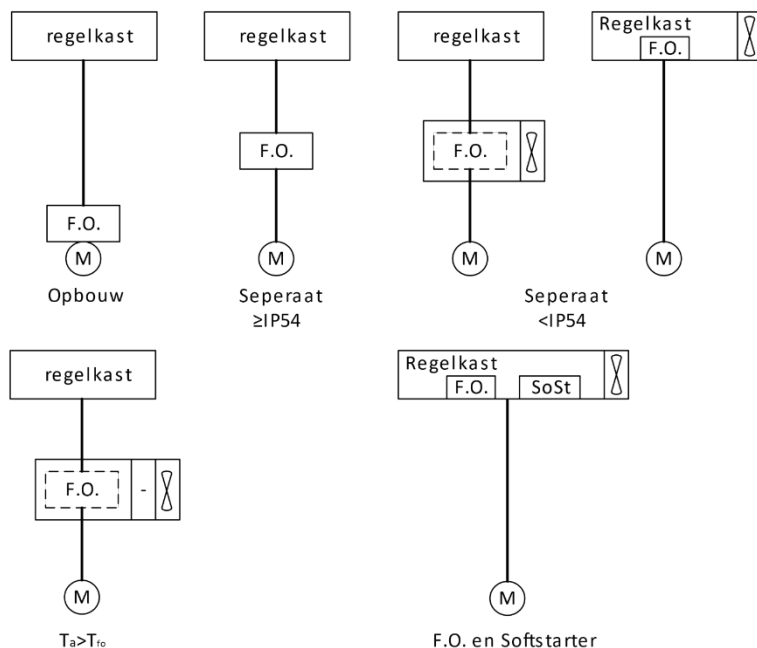 regelkast
F.O.
M
Opbouw
regelkast
F.O.
M
Seperaat
≥IP54
regelkast
F.O.
M
Regelkast
F.O.
M
Seperaat
<IP54
regelkast
F.O.
-
M
Ta>Tfo
Regelkast
F.O.
SoSt
M
F.O. en Softstarter